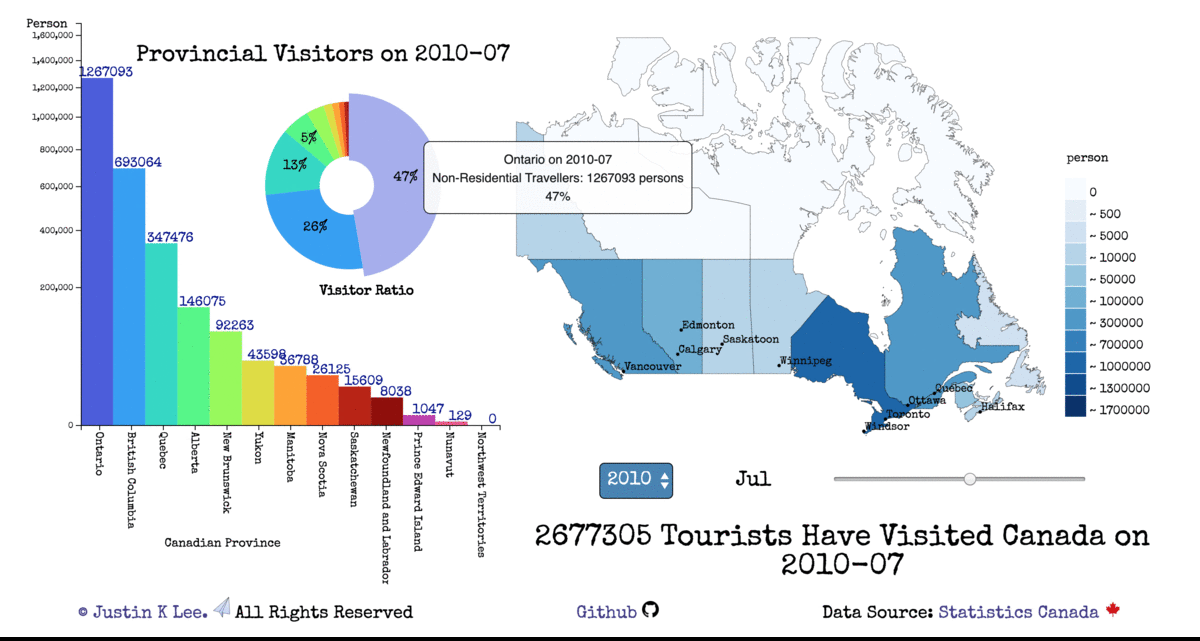 Person
1,600,000
1,400,000
1,200,000
1,000,000
800,000
600,000
400,000
200,000
0
Provincial Visitors on 2010-07
1267093
693064
347476
146075
92263
43598
36788
26125
15609
8038
1047
129
0
Ontario
British Columbia
Quebec
Alberta
New Brunswick
Yukon
Manitoba
Nova Scotia
Saskatchewan
Newfoundland and Labrador
Prince Edward Island
Nunavut
Northwest Territories
Canadian Province
5%
13%
26%
47%
Visitor Ratio
Ontario on 2010-07
Non-Residential Travellers: 1267093 persons
47%
Edmonton
Calgary
Saskatoon
Vancouver
Winnipeg
Québec
Ottawa
Toronto
Halifax
Windsor
person
0
~ 500
~ 5000
~ 10000
~ 50000
~ 100000
~ 300000
~ 700000
~ 1000000
~ 1300000
~ 1700000
2010
Jul
2677305 Tourists Have Visited Canada on
2010-07
© Justin K Lee. All Rights Reserved
Github
Data Source: Statistics Canada